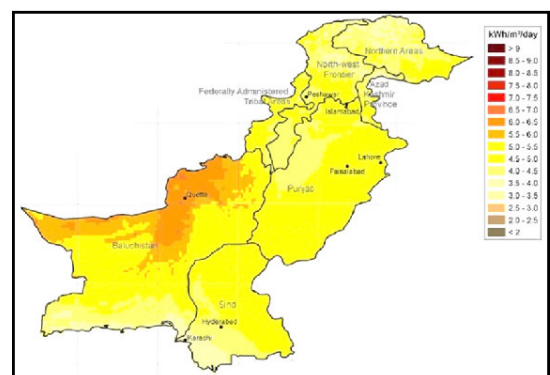 kWh/m²/day
> 9
8.5 - 9.0
8.0 - 8.5
7.5 - 8.0
7.0 - 7.5
6.5 - 7.0
6.0 - 6.5
5.5 - 6.0
5.0 - 5.5
4.5 - 5.0
4.0 - 4.5
3.5 - 4.0
3.0 - 3.5
2.5 - 3.0
2.0 - 2.5
< 2
Northern Areas
North-west
Frontier
Azad
Kashmir
Province
Federally Administered
Tribal Areas
Peshawar
Islamabad
Lahore
Faisalabad
Punjab
Quetta
Baluchistan
Sind
Hyderabad
Karachi